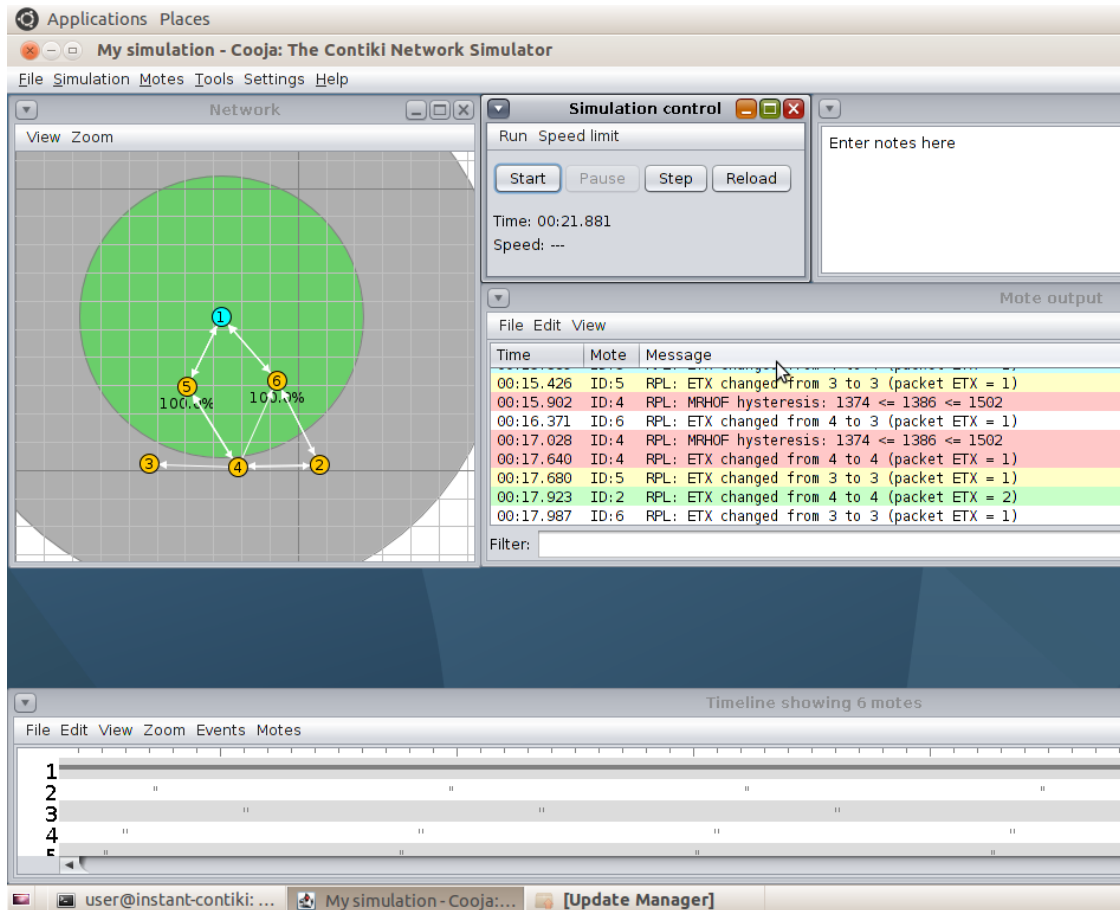 Applications Places
My simulation - Cooja: The Contiki Network Simulator
File Simulation Motes Tools Settings Help
Network
View Zoom
1
5
6
100.0%
100.0%
3
4
2
Simulation control
Run Speed limit
Start Pause Step Reload
Time: 00:21.881
Speed: ---
Enter notes here
Mote output
File Edit View
Time Mote Message
00:15.426 ID:5 RPL: ETX changed from 3 to 3 (packet ETX = 1)
00:15.902 ID:4 RPL: MRHOF hysteresis: 1374 <= 1386 <= 1502
00:16.371 ID:6 RPL: ETX changed from 4 to 3 (packet ETX = 1)
00:17.028 ID:4 RPL: MRHOF hysteresis: 1374 <= 1386 <= 1502
00:17.640 ID:4 RPL: ETX changed from 4 to 4 (packet ETX = 1)
00:17.680 ID:5 RPL: ETX changed from 3 to 3 (packet ETX = 1)
00:17.923 ID:2 RPL: ETX changed from 4 to 4 (packet ETX = 2)
00:17.987 ID:6 RPL: ETX changed from 3 to 3 (packet ETX = 1)
Filter:
Timeline showing 6 motes
File Edit View Zoom Events Motes
1
2
3
4
5
user@instant-contiki: ... My simulation - Cooja:... [Update Manager]